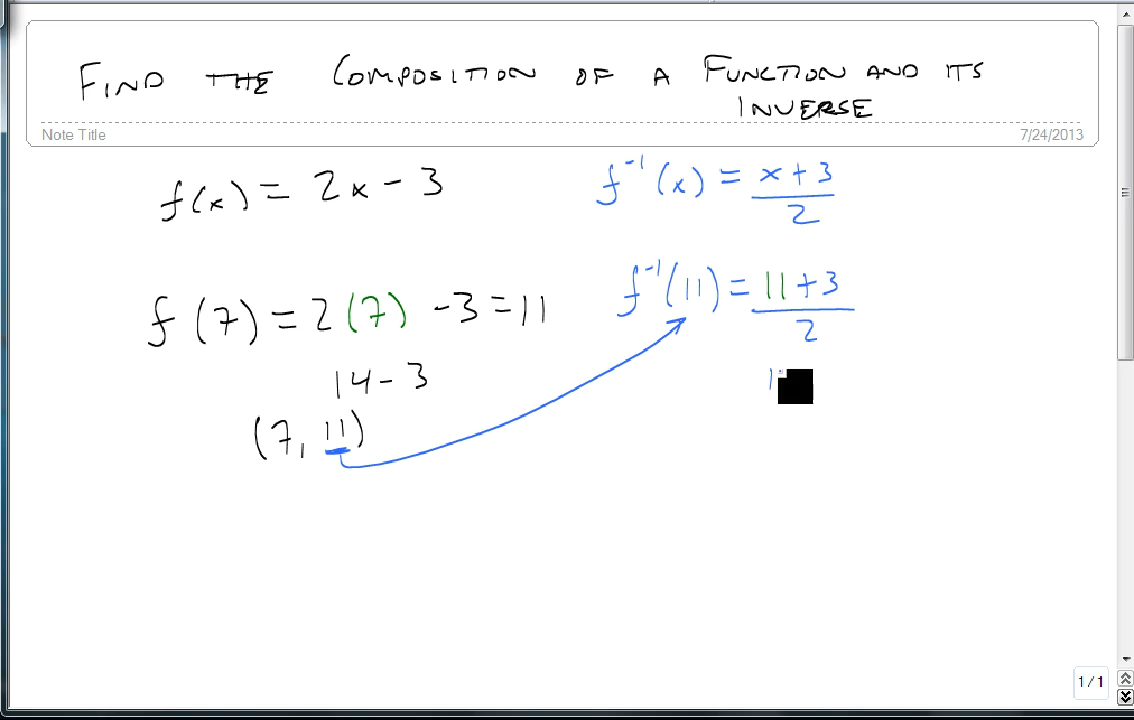 FIND THE COMPOSITION OF A FUNCTION AND ITS
INVERSE
Note Title
7/24/2013
f(x) = 2x - 3
f⁻¹(x) = x + 3
2
f(7) = 2(7) - 3 = 11
f⁻¹(11) = 11 + 3
2
14 - 3
(7, 11)
1/1